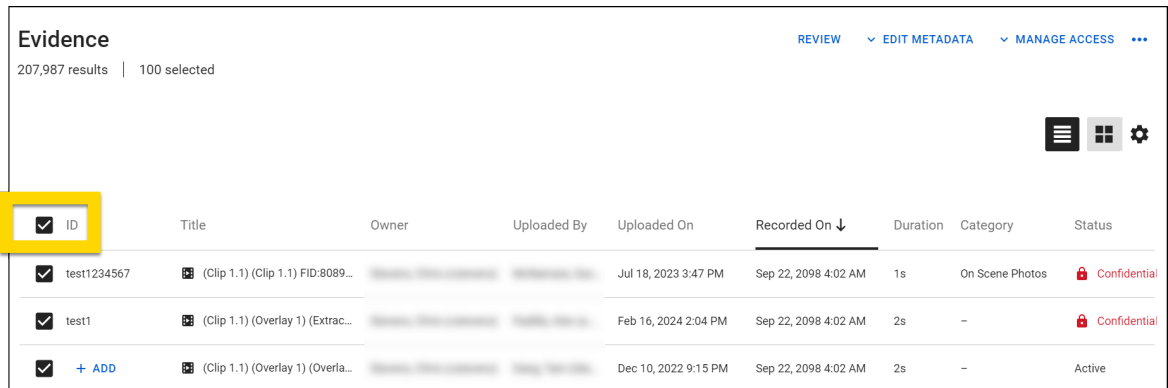 Evidence
REVIEW EDIT METADATA MANAGE ACCESS
207,987 results | 100 selected
ID Title Owner Uploaded By Uploaded On Recorded On ↓ Duration Category Status
test1234567 (Clip 1.1) (Clip 1.1) FID:8089... Jul 18, 2023 3:47 PM Sep 22, 2098 4:02 AM 1s On Scene Photos Confidential
test1 (Clip 1.1) (Overlay 1) (Extrac... Feb 16, 2024 2:04 PM Sep 22, 2098 4:02 AM 2s – Confidential
+ ADD (Clip 1.1) (Overlay 1) (Overla... Dec 10, 2022 9:15 PM Sep 22, 2098 4:02 AM 2s – Active